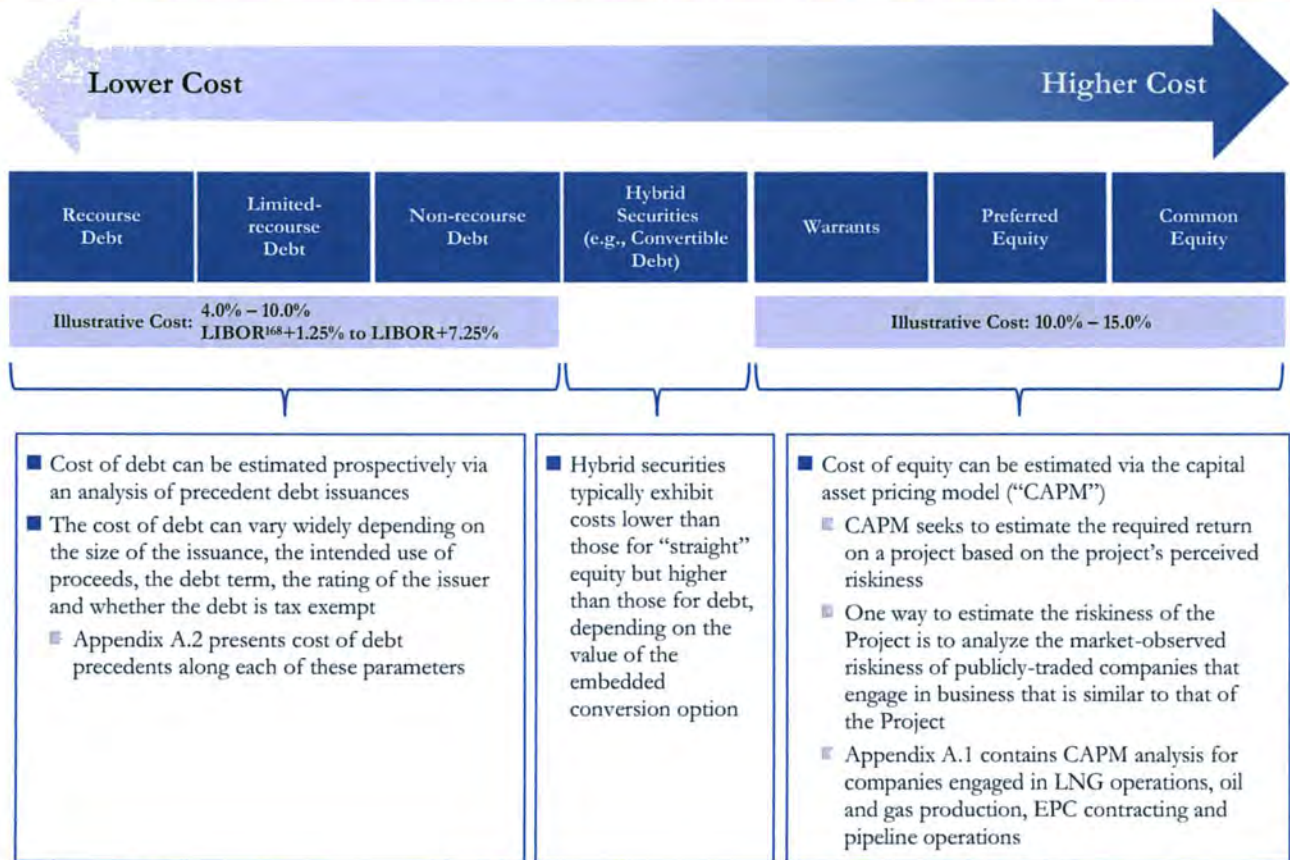 Lower Cost
Higher Cost
Recourse
Debt
Limited-
recourse
Debt
Non-recourse
Debt
Hybrid
Securities
(e.g., Convertible
Debt)
Warrants
Preferred
Equity
Common
Equity
Illustrative Cost: 4.0% – 10.0%
LIBOR¹⁶⁸+1.25% to LIBOR+7.25%
Illustrative Cost: 10.0% – 15.0%
■ Cost of debt can be estimated prospectively via
an analysis of precedent debt issuances
■ The cost of debt can vary widely depending on
the size of the issuance, the intended use of
proceeds, the debt term, the rating of the issuer
and whether the debt is tax exempt
■ Appendix A.2 presents cost of debt
precedents along each of these parameters
■ Hybrid securities
typically exhibit
costs lower than
those for “straight”
equity but higher
than those for debt,
depending on the
value of the
embedded
conversion option
■ Cost of equity can be estimated via the capital
asset pricing model (“CAPM”)
■ CAPM seeks to estimate the required return
on a project based on the project’s perceived
riskiness
■ One way to estimate the riskiness of the
Project is to analyze the market-observed
riskiness of publicly-traded companies that
engage in business that is similar to that of
the Project
■ Appendix A.1 contains CAPM analysis for
companies engaged in LNG operations, oil
and gas production, EPC contracting and
pipeline operations